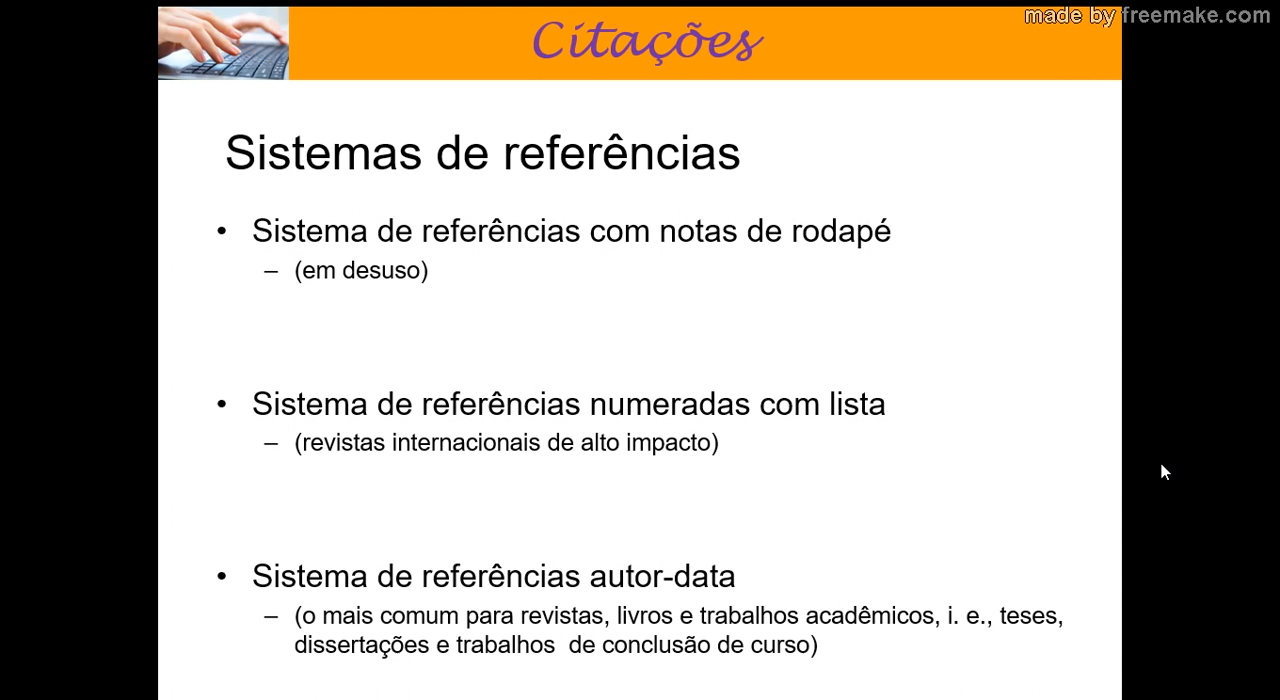 made by freemake.com
Citações
Sistemas de referências
• Sistema de referências com notas de rodapé
– (em desuso)
• Sistema de referências numeradas com lista
– (revistas internacionais de alto impacto)
• Sistema de referências autor-data
– (o mais comum para revistas, livros e trabalhos acadêmicos, i. e., teses,
dissertações e trabalhos  de conclusão de curso)